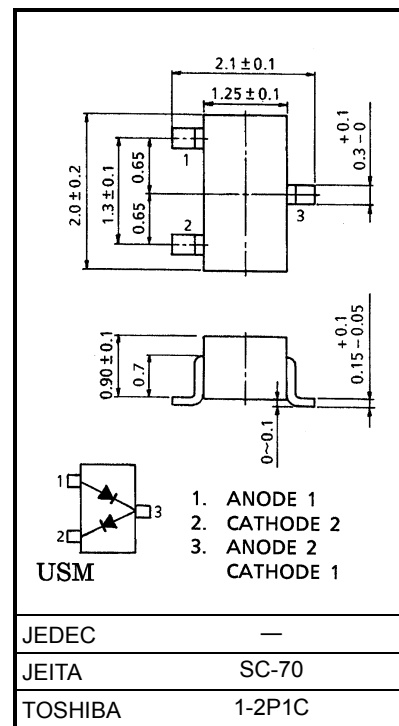 2.1±0.1
1.25±0.1
+0.1
0.3−0
2.0±0.2
1.3±0.1
0.65
0.65
1
2
3
0.90±0.1
0.7
0~0.1
+0.1
0.15−0.05
1
2
3
USM
1. ANODE 1
2. CATHODE 2
3. ANODE 2
CATHODE 1
JEDEC —
JEITA SC-70
TOSHIBA 1-2P1C